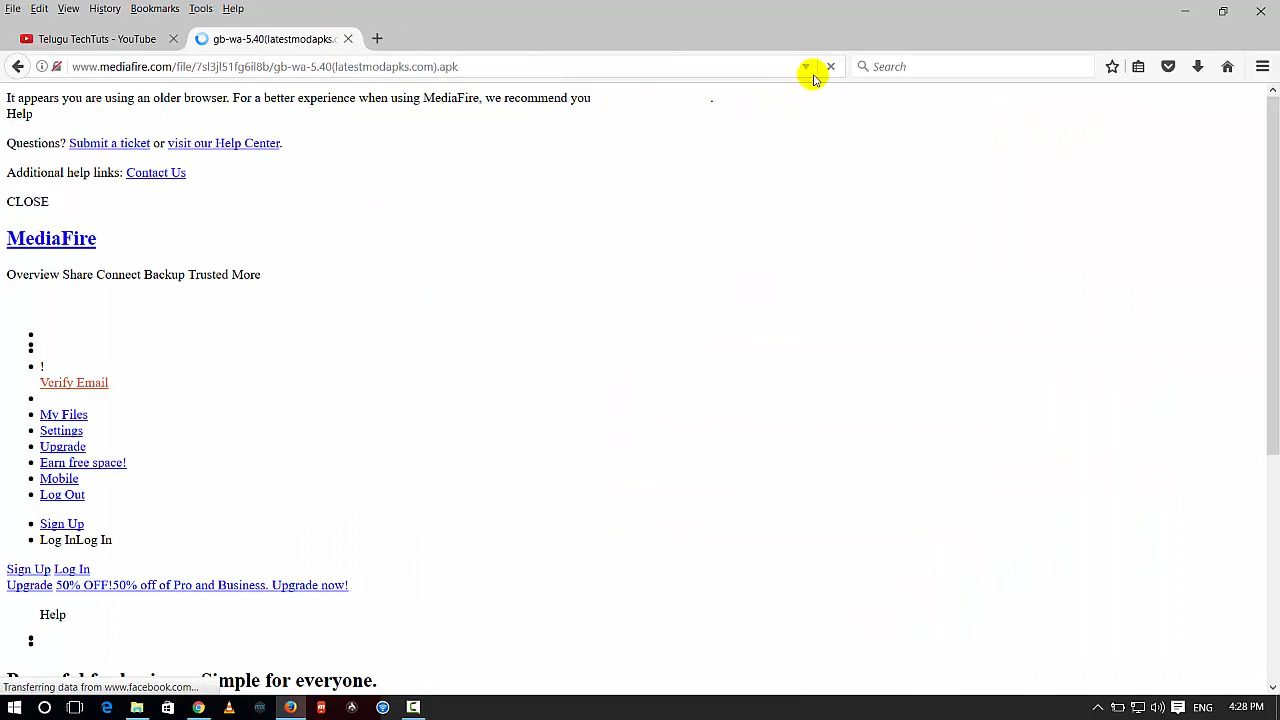 File Edit View History Bookmarks Tools Help
Telugu TechTuts - YouTube gb-wa-5.40(latestmodapks.
www.mediafire.com/file/7sl3jl51fg6il8b/gb-wa-5.40(latestmodapks.com).apk Search
It appears you are using an older browser. For a better experience when using MediaFire, we recommend you .
Help
Questions? Submit a ticket or visit our Help Center.
Additional help links: Contact Us
CLOSE
MediaFire
Overview Share Connect Backup Trusted More
!
Verify Email
My Files
Settings
Upgrade
Earn free space!
Mobile
Log Out
Sign Up
Log InLog In
Sign Up Log In
Upgrade 50% OFF!50% off of Pro and Business. Upgrade now!
Help
Simple for everyone.
Transferring data from www.facebook.com...
ENG 4:28 PM